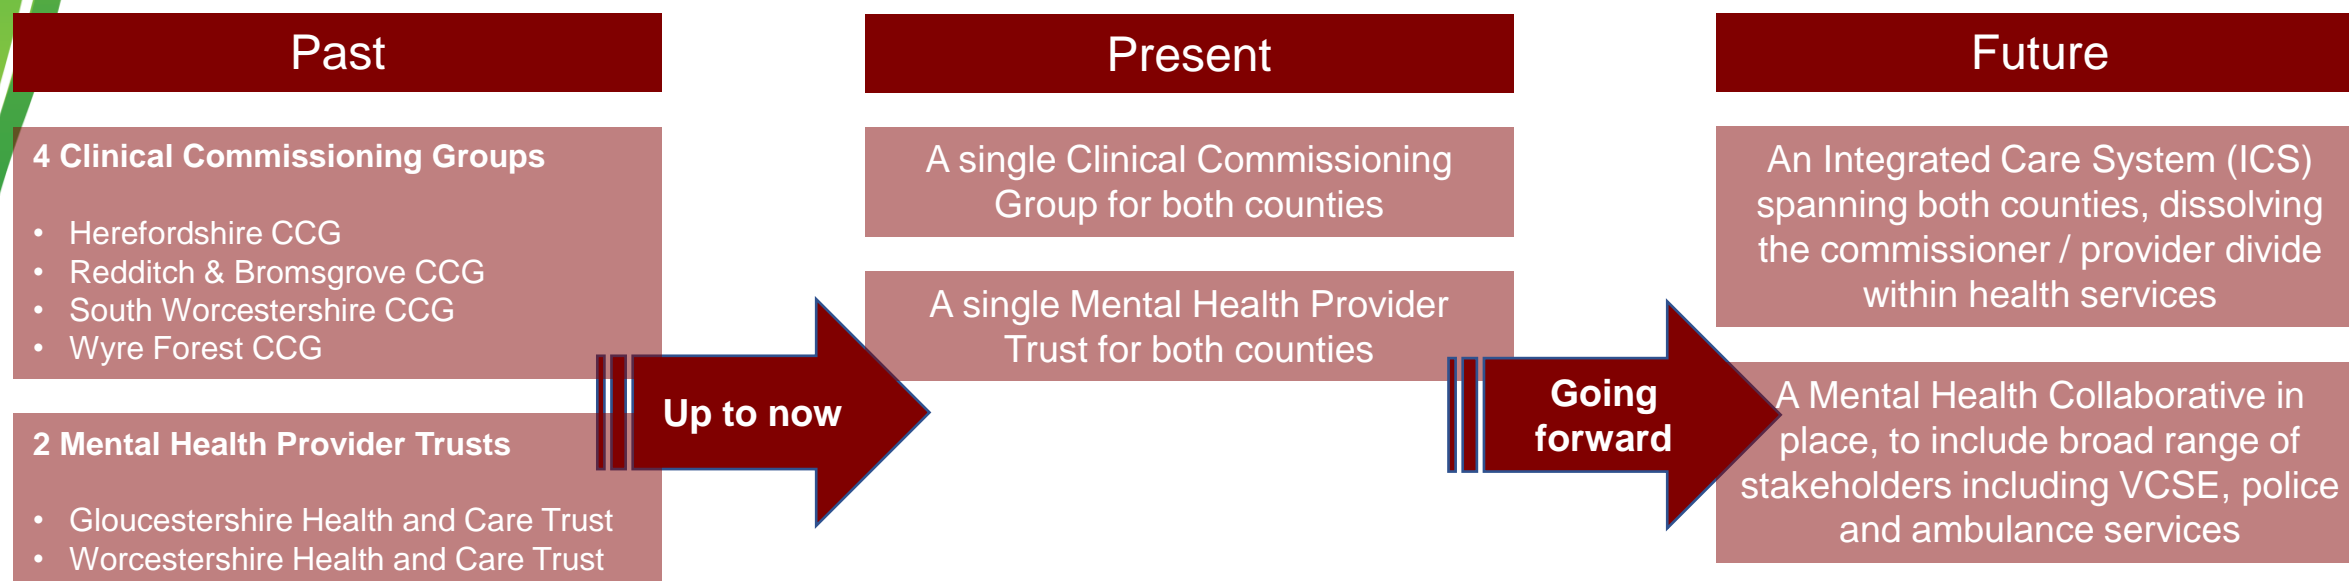 Past
4 Clinical Commissioning Groups
• Herefordshire CCG
• Redditch & Bromsgrove CCG
• South Worcestershire CCG
• Wyre Forest CCG
2 Mental Health Provider Trusts
• Gloucestershire Health and Care Trust
• Worcestershire Health and Care Trust
Up to now
Present
A single Clinical Commissioning
Group for both counties
A single Mental Health Provider
Trust for both counties
Going
forward
Future
An Integrated Care System (ICS)
spanning both counties, dissolving
the commissioner / provider divide
within health services
A Mental Health Collaborative in
place, to include broad range of
stakeholders including VCSE, police
and ambulance services